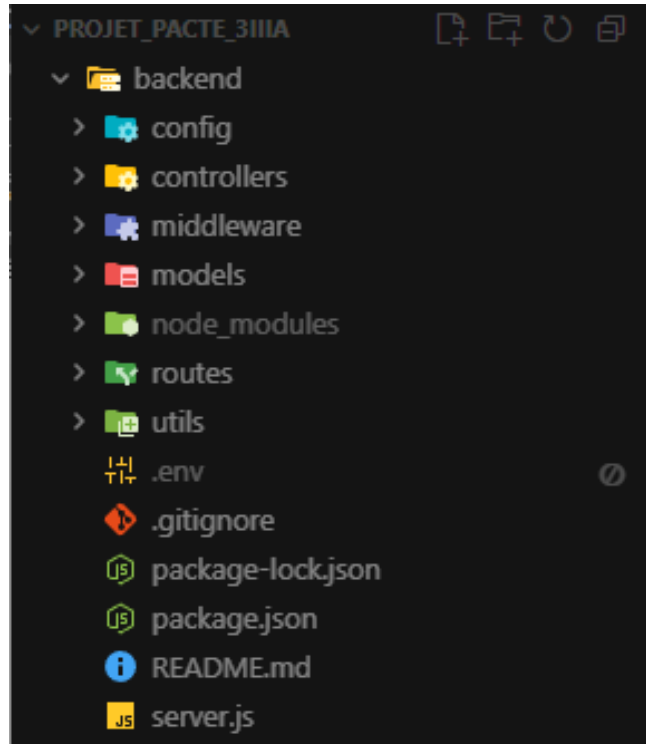 PROJET_PACTE_3IIIA
backend
config
controllers
middleware
models
node_modules
routes
utils
.env
.gitignore
package-lock.json
package.json
README.md
JS server.js